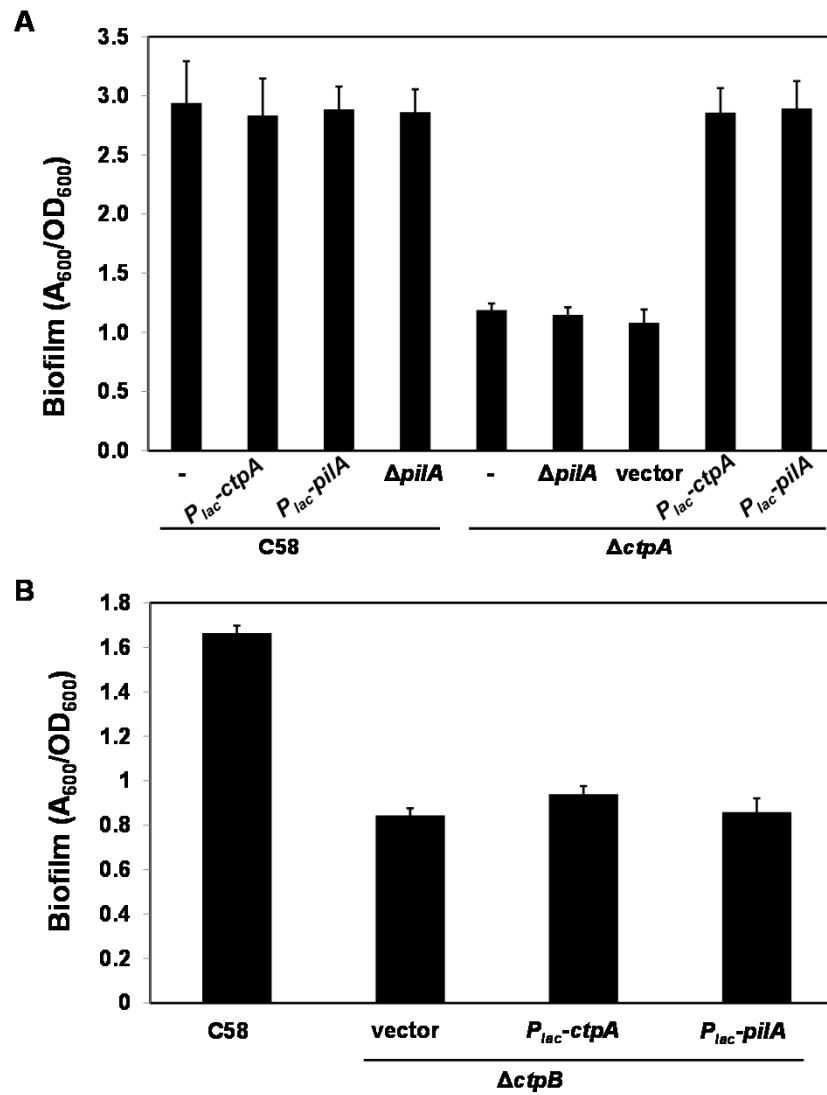 A
Biofilm (A600/OD600)
3.5
3.0
2.5
2.0
1.5
1.0
0.5
0.0
- Plac-ctpA Plac-pilA ΔpilA - ΔpilA vector Plac-ctpA Plac-pilA
C58 ΔctpA
B
Biofilm (A600/OD600)
1.8
1.6
1.4
1.2
1
0.8
0.6
0.4
0.2
0
C58 vector Plac-ctpA Plac-pilA
ΔctpB